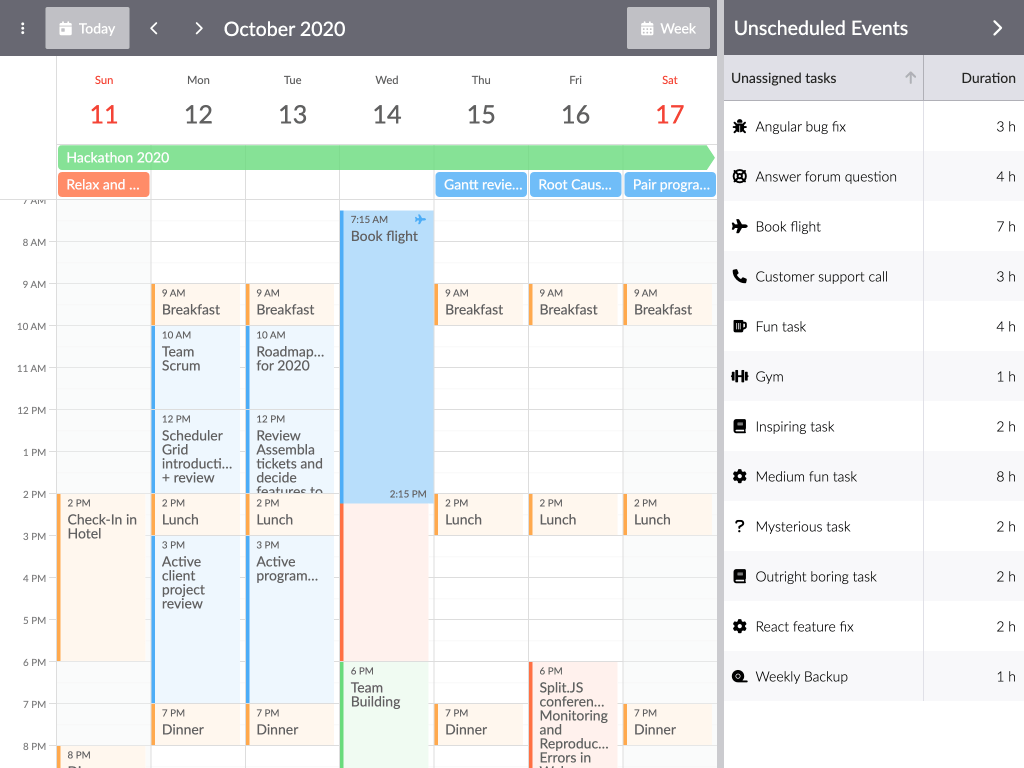 Today
October 2020
Week
Unscheduled Events
Sun
Mon
Tue
Wed
Thu
Fri
Sat
11
12
13
14
15
16
17
Unassigned tasks
Duration
Hackathon 2020
Relax and ...
Gantt revie...
Root Caus...
Pair progra...
7 AM
8 AM
9 AM
10 AM
11 AM
12 PM
1 PM
2 PM
3 PM
4 PM
5 PM
6 PM
7 PM
8 PM
2 PM
Check-In in
Hotel
8 PM
9 AM
Breakfast
10 AM
Team
Scrum
12 PM
Scheduler
Grid
introducti...
+ review
2 PM
Lunch
3 PM
Active
client
project
review
7 PM
Dinner
9 AM
Breakfast
10 AM
Roadmap...
for 2020
12 PM
Review
Assembla
tickets and
decide
features to
2 PM
Lunch
3 PM
Active
program...
7 PM
Dinner
7:15 AM
Book flight
2:15 PM
6 PM
Team
Building
9 AM
Breakfast
2 PM
Lunch
7 PM
Dinner
9 AM
Breakfast
2 PM
Lunch
6 PM
Split.JS
conferen...
Monitoring
and
Reproduc...
Errors in
9 AM
Breakfast
2 PM
Lunch
7 PM
Dinner
Angular bug fix 3 h
Answer forum question 4 h
Book flight 7 h
Customer support call 3 h
Fun task 4 h
Gym 1 h
Inspiring task 2 h
Medium fun task 8 h
Mysterious task 2 h
Outright boring task 2 h
React feature fix 2 h
Weekly Backup 1 h